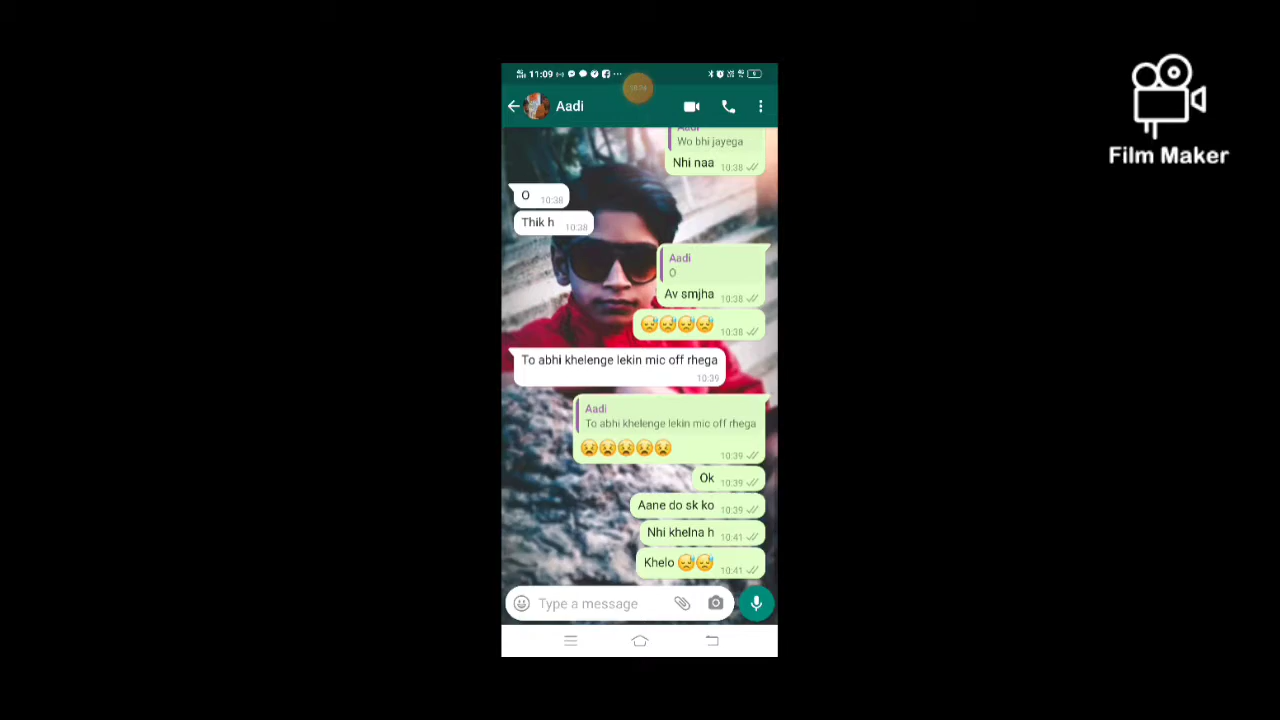 11:09
Aadi
Aadi
Wo bhi jayega
Nhi naa 10:38
O 10:38
Thik h 10:38
Aadi
O
Av smjha 10:38
😓😓😓😓 10:38
To abhi khelenge lekin mic off rhega
10:39
Aadi
To abhi khelenge lekin mic off rhega
😣😣😣😣😣 10:39
Ok 10:39
Aane do sk ko 10:39
Nhi khelna h 10:41
Khelo 😓😓 10:41
Type a message
Film Maker